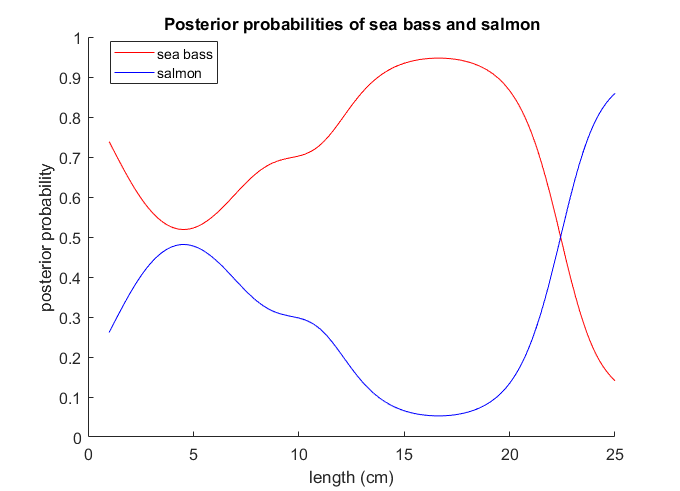 Posterior probabilities of sea bass and salmon
1
0.9
0.8
0.7
0.6
0.5
0.4
0.3
0.2
0.1
0
sea bass
salmon
posterior probability
0 5 10 15 20 25
length (cm)